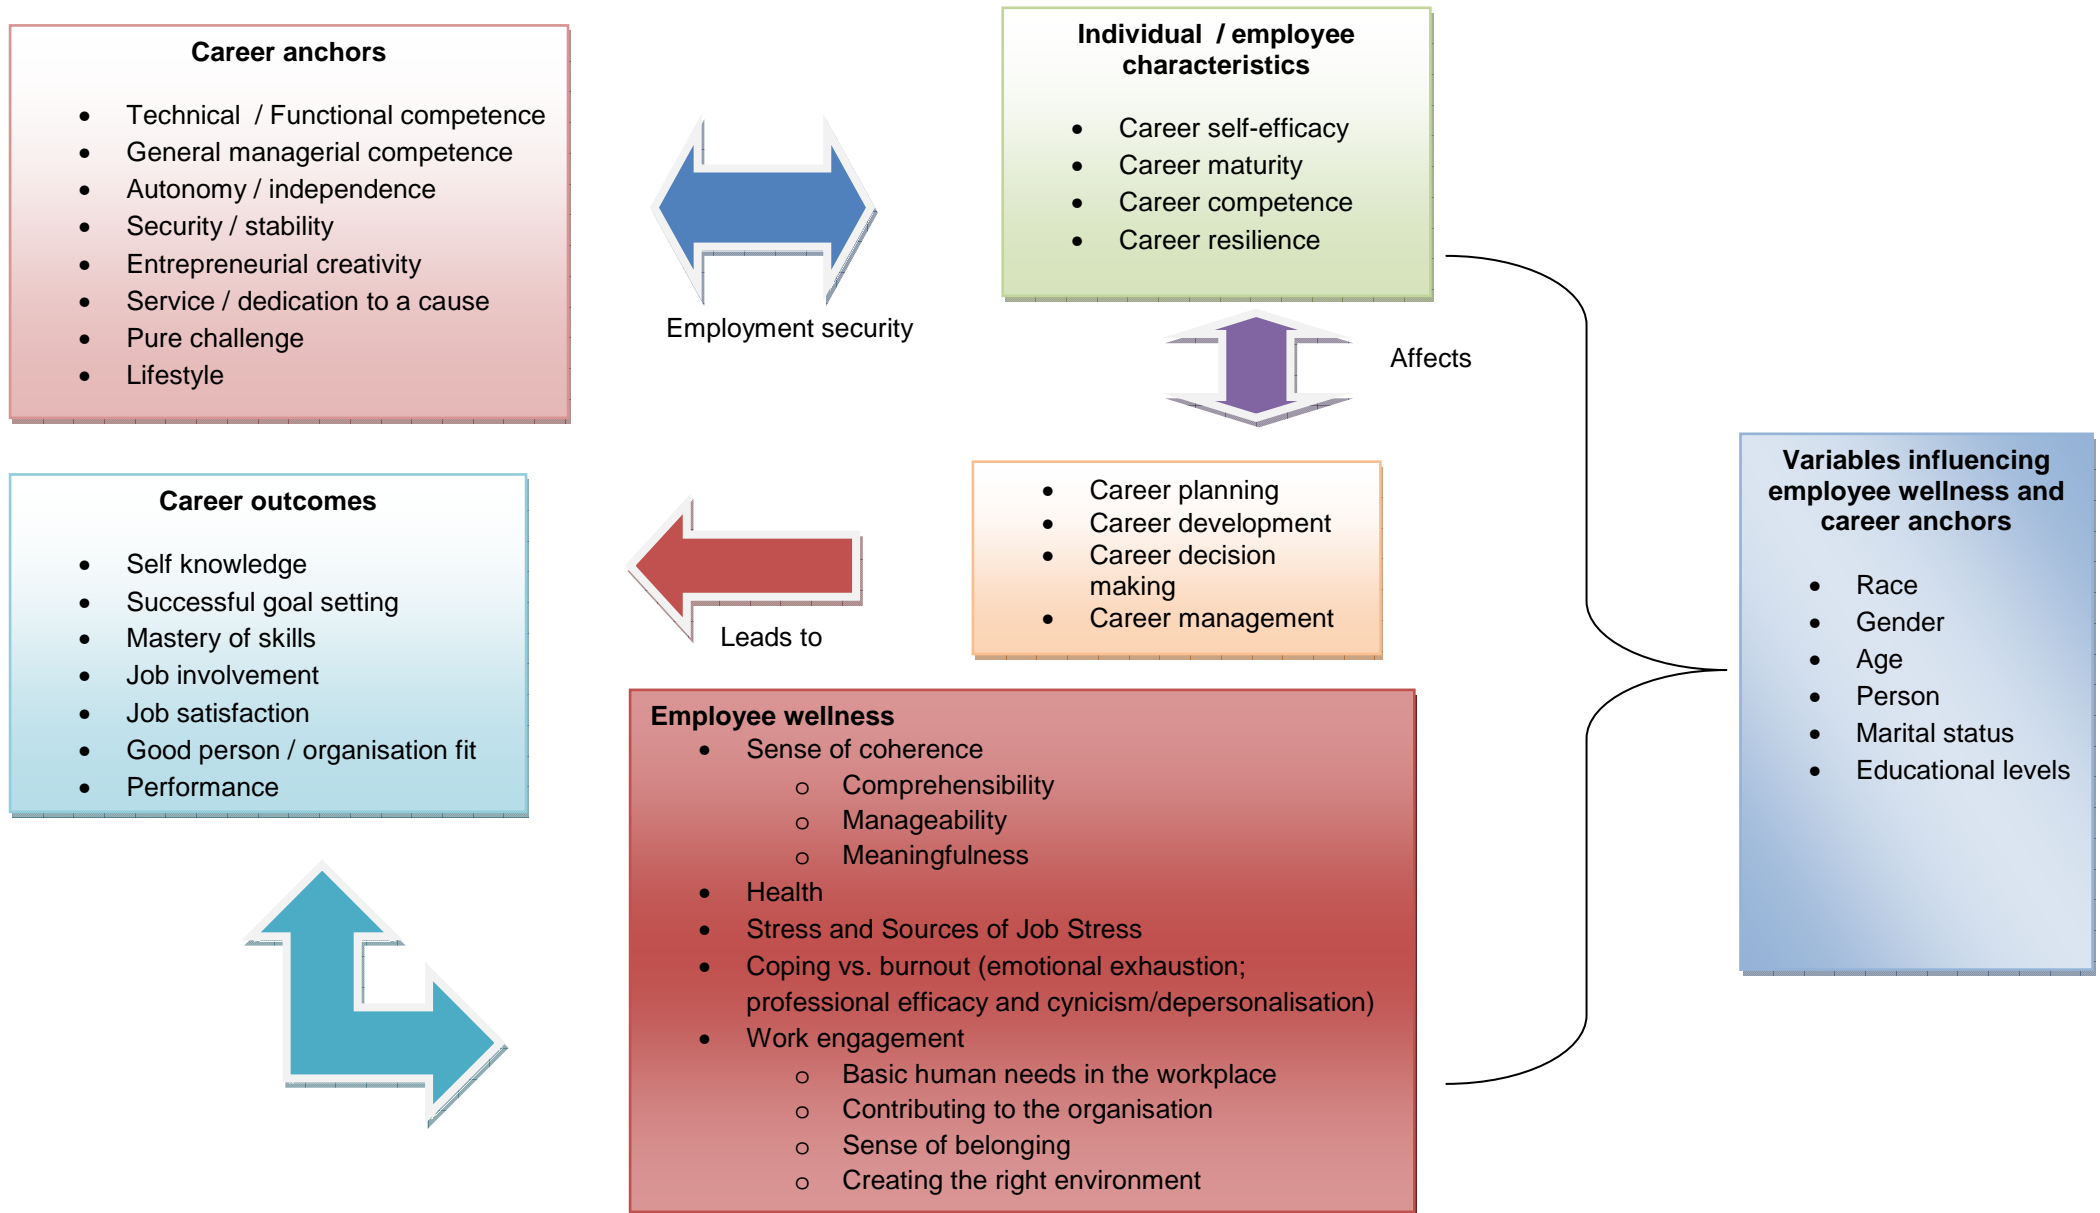 Career anchors
• Technical / Functional competence
• General managerial competence
• Autonomy / independence
• Security / stability
• Entrepreneurial creativity
• Service / dedication to a cause
• Pure challenge
• Lifestyle
Employment security
Individual / employee
characteristics
• Career self-efficacy
• Career maturity
• Career competence
• Career resilience
Affects
Career outcomes
• Self knowledge
• Successful goal setting
• Mastery of skills
• Job involvement
• Job satisfaction
• Good person / organisation fit
• Performance
Leads to
• Career planning
• Career development
• Career decision
making
• Career management
Employee wellness
• Sense of coherence
o Comprehensibility
o Manageability
o Meaningfulness
• Health
• Stress and Sources of Job Stress
• Coping vs. burnout (emotional exhaustion;
professional efficacy and cynicism/depersonalisation)
• Work engagement
o Basic human needs in the workplace
o Contributing to the organisation
o Sense of belonging
o Creating the right environment
Variables influencing
employee wellness and
career anchors
• Race
• Gender
• Age
• Person
• Marital status
• Educational levels